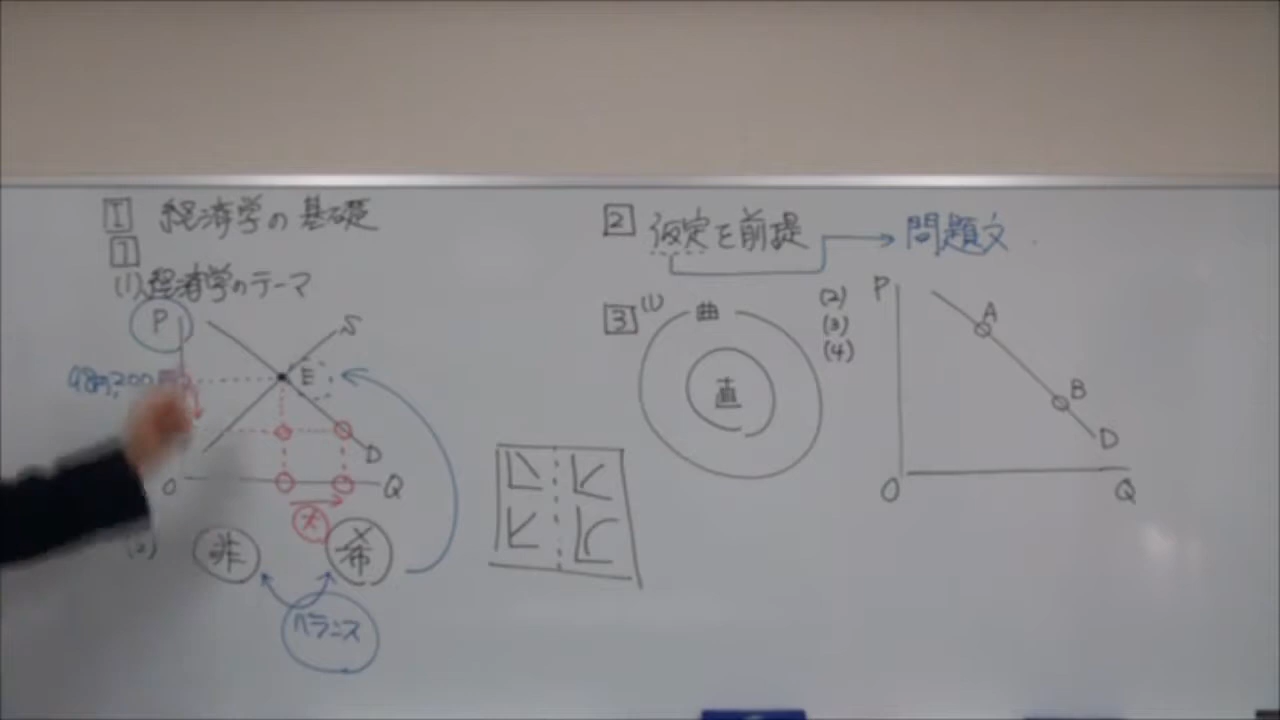 I 経済学の基礎
1
(1)経済学のテーマ
P
S
E
D
O
Q
大
(2)
非
希
バランス
2 仮定を前提
問題文
3 (1)
曲
直
(2)
(3)
(4)
P
A
B
D
O
Q